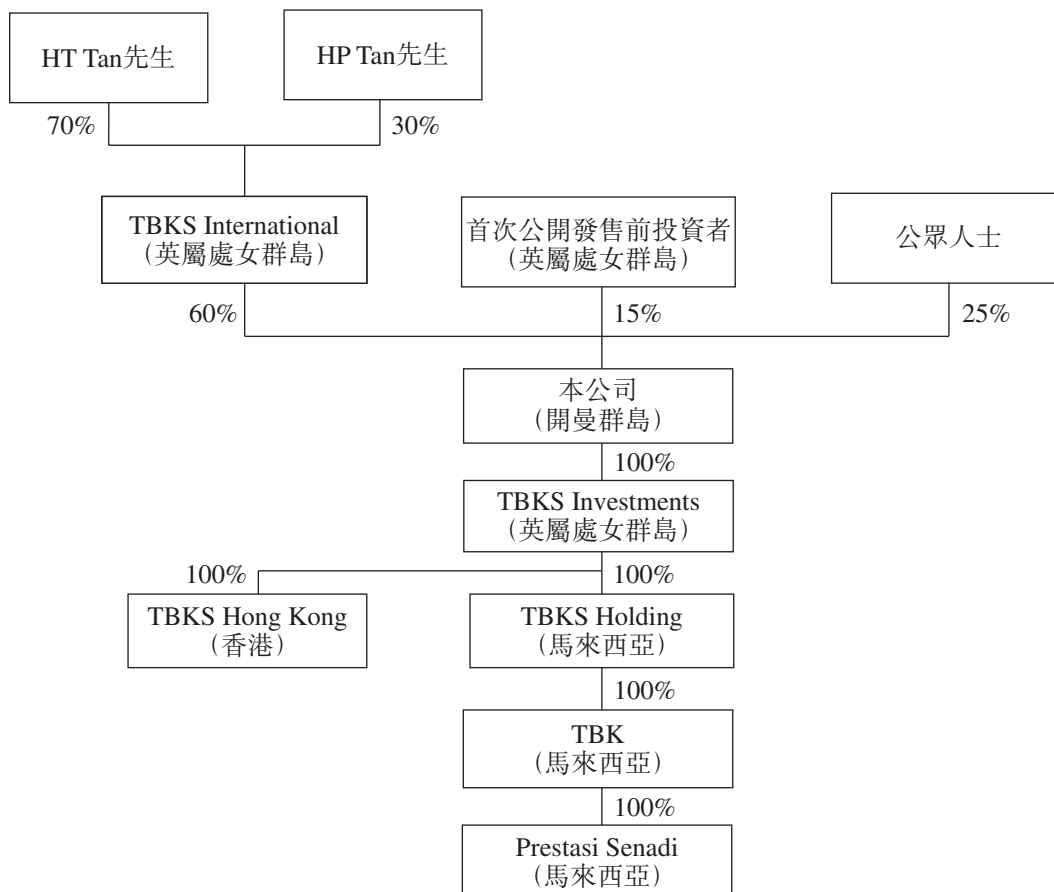 HT Tan先生
HP Tan先生
70%
30%
TBKS International
（英屬處女群島）
首次公開發售前投資者
（英屬處女群島）
公眾人士
60%
15%
25%
本公司
（開曼群島）
100%
TBKS Investments
（英屬處女群島）
100%
100%
TBKS Hong Kong
（香港）
TBKS Holding
（馬來西亞）
100%
TBK
（馬來西亞）
100%
Prestasi Senadi
（馬來西亞）